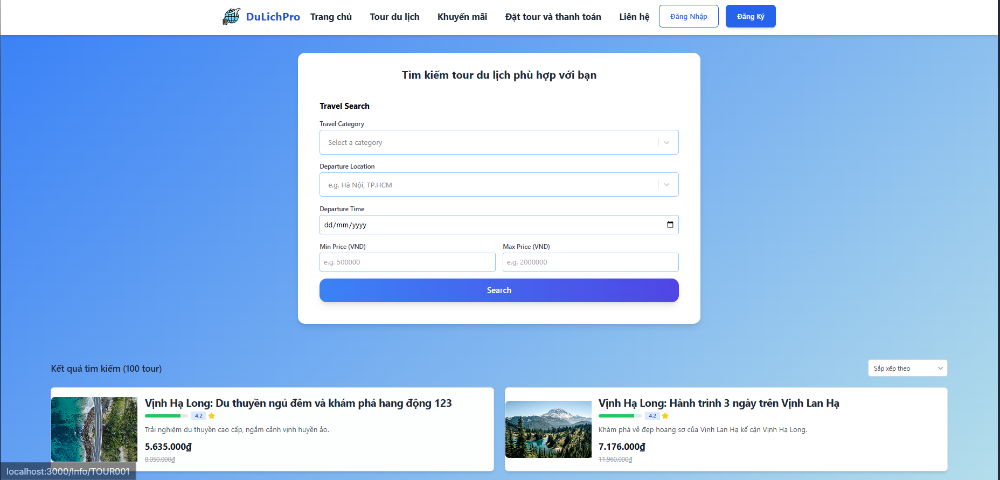 DuLichPro Trang chủ Tour du lịch Khuyến mãi Đặt tour và thanh toán Liên hệ Đăng Nhập Đăng Ký
Tìm kiếm tour du lịch phù hợp với bạn
Travel Search
Travel Category
Select a category
Departure Location
e.g. Hà Nội, TP.HCM
Departure Time
dd/mm/yyyy
Min Price (VND) Max Price (VND)
e.g. 500000 e.g. 2000000
Search
Kết quả tìm kiếm (100 tour) Sắp xếp theo
Vịnh Hạ Long: Du thuyền ngủ đêm và khám phá hang động 123
4.2
Trải nghiệm du thuyền cao cấp, ngắm cảnh vịnh huyền ảo.
5.635.000₫
8.050.000₫
Vịnh Hạ Long: Hành trình 3 ngày trên Vịnh Lan Hạ
4.2
Khám phá vẻ đẹp hoang sơ của Vịnh Lan Hạ kế cận Vịnh Hạ Long.
7.176.000₫
11.960.000₫
localhost:3000/Info/TOUR001